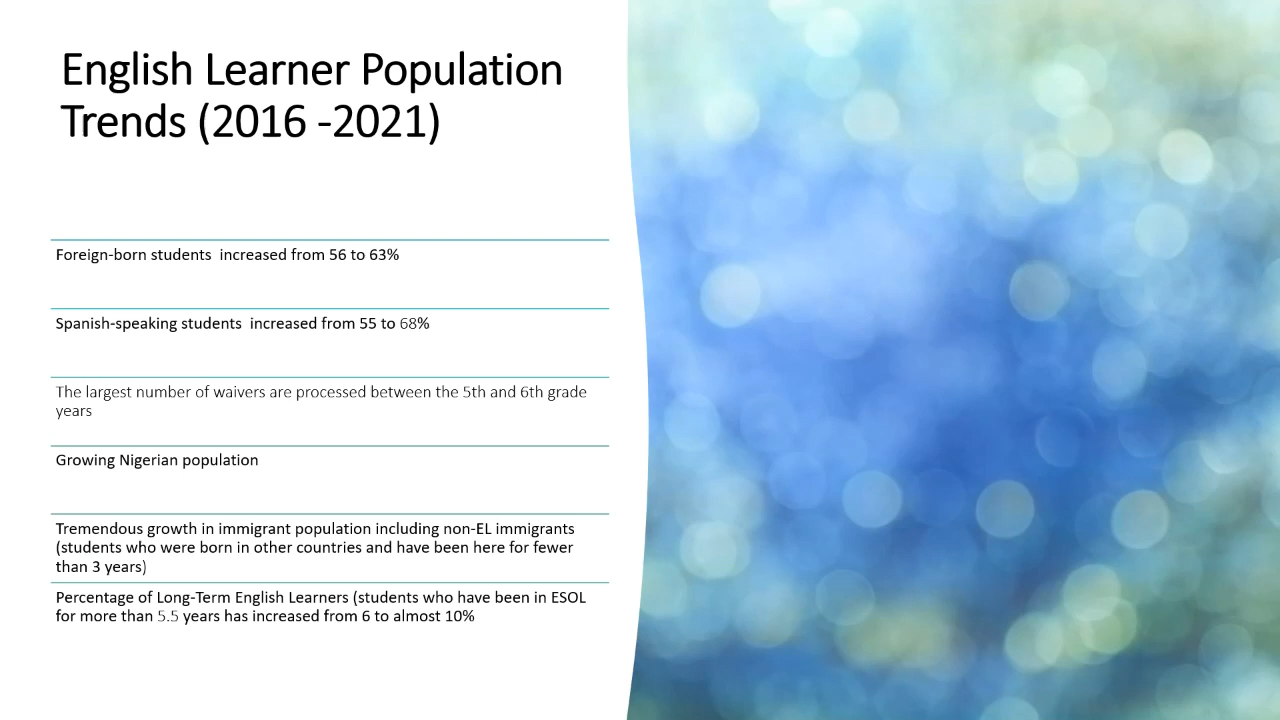 English Learner Population
Trends (2016 -2021)
Foreign-born students  increased from 56 to 63%
Spanish-speaking students  increased from 55 to 68%
The largest number of waivers are processed between the 5th and 6th grade
years
Growing Nigerian population
Tremendous growth in immigrant population including non-EL immigrants
(students who were born in other countries and have been here for fewer
than 3 years)
Percentage of Long-Term English Learners (students who have been in ESOL
for more than 5.5 years has increased from 6 to almost 10%